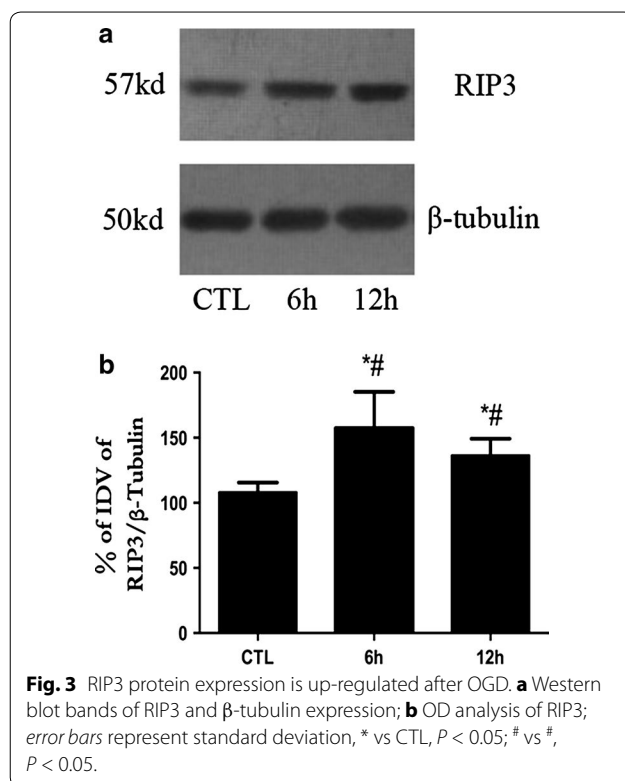 a
57kd RIP3
50kd β-tubulin
CTL 6h 12h
b
% of IDV of
RIP3/β-Tubulin
200
150
100
50
0
*#
*#
CTL 6h 12h
Fig. 3 RIP3 protein expression is up-regulated after OGD. a Western
blot bands of RIP3 and β-tubulin expression; b OD analysis of RIP3;
error bars represent standard deviation, * vs CTL, P < 0.05; # vs #,
P < 0.05.